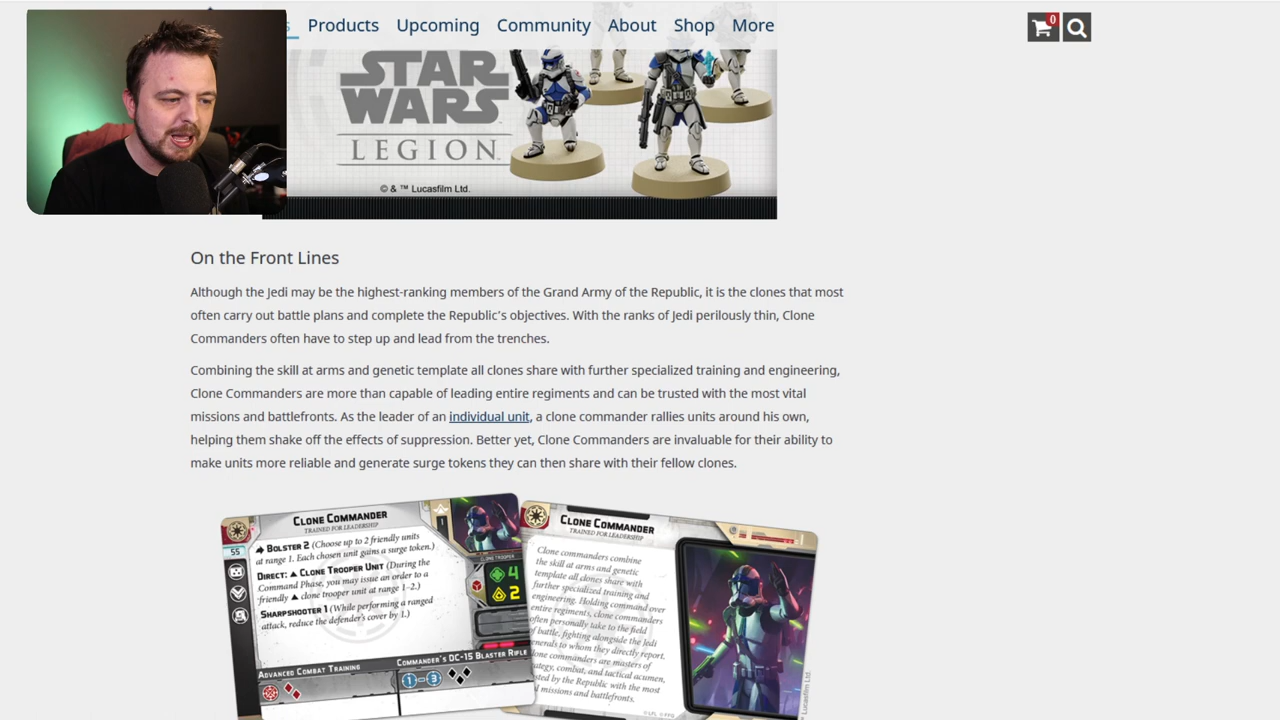 Products Upcoming Community About Shop More
0
STAR
WARS
LEGION
© & ™ Lucasfilm Ltd.
On the Front Lines
Although the Jedi may be the highest-ranking members of the Grand Army of the Republic, it is the clones that most
often carry out battle plans and complete the Republic's objectives. With the ranks of Jedi perilously thin, Clone
Commanders often have to step up and lead from the trenches.
Combining the skill at arms and genetic template all clones share with further specialized training and engineering,
Clone Commanders are more than capable of leading entire regiments and can be trusted with the most vital
missions and battlefronts. As the leader of an individual unit, a clone commander rallies units around his own,
helping them shake off the effects of suppression. Better yet, Clone Commanders are invaluable for their ability to
make units more reliable and generate surge tokens they can then share with their fellow clones.
CLONE COMMANDER
TRAINED FOR LEADERSHIP
55
BOLSTER 2 (Choose up to 2 friendly units
at range 1. Each chosen unit gains a surge token.)
DIRECT: CLONE TROOPER UNIT (During the
Command Phase, you may issue an order to a
friendly clone trooper unit at range 1–2.)
SHARPSHOOTER 1 (While performing a ranged
attack, reduce the defender's cover by 1.)
1
CLONE TROOPER
4
2
ADVANCED COMBAT TRAINING
COMMANDER'S DC-15 BLASTER RIFLE
1–3
CLONE COMMANDER
TRAINED FOR LEADERSHIP
Clone commanders combine
the skill at arms and genetic
template all clones share with
further specialized training and
engineering. Holding command over
entire regiments, clone commanders
often personally take to the field
of battle, fighting alongside the Jedi
generals to whom they directly report.
clone commanders are masters of
strategy, combat, and tactical acumen,
trusted by the Republic with the most
missions and battlefronts.
Lucasfilm Ltd.